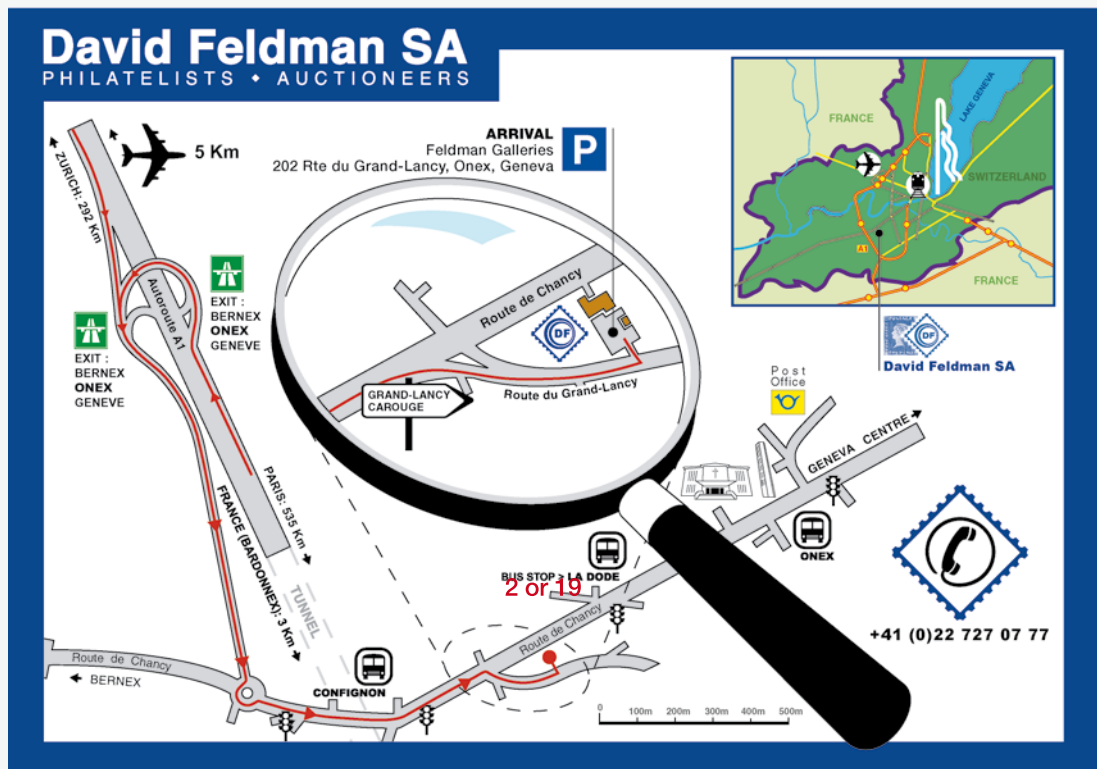 David Feldman SA
PHILATELISTS • AUCTIONEERS
5 Km
ZURICH: 292 Km
ARRIVAL
Feldman Galleries
202 Rte du Grand-Lancy, Onex, Geneva
P
FRANCE
LAKE GENEVA
SWITZERLAND
A1
FRANCE
DF
David Feldman SA
Autoroute A1
EXIT :
BERNEX
ONEX
GENEVE
EXIT :
BERNEX
ONEX
GENEVE
Route de Chancy
DF
GRAND-LANCY
CAROUGE
Route du Grand-Lancy
Post
Office
GENEVA CENTRE
PARIS: 535 Km
FRANCE (BARDONNEX): 3 Km
TUNNEL
ONEX
BUS STOP > LA DODE
2 or 19
Route de Chancy
+41 (0)22 727 07 77
Route de Chancy
BERNEX
CONFIGNON
0 100m 200m 300m 400m 500m